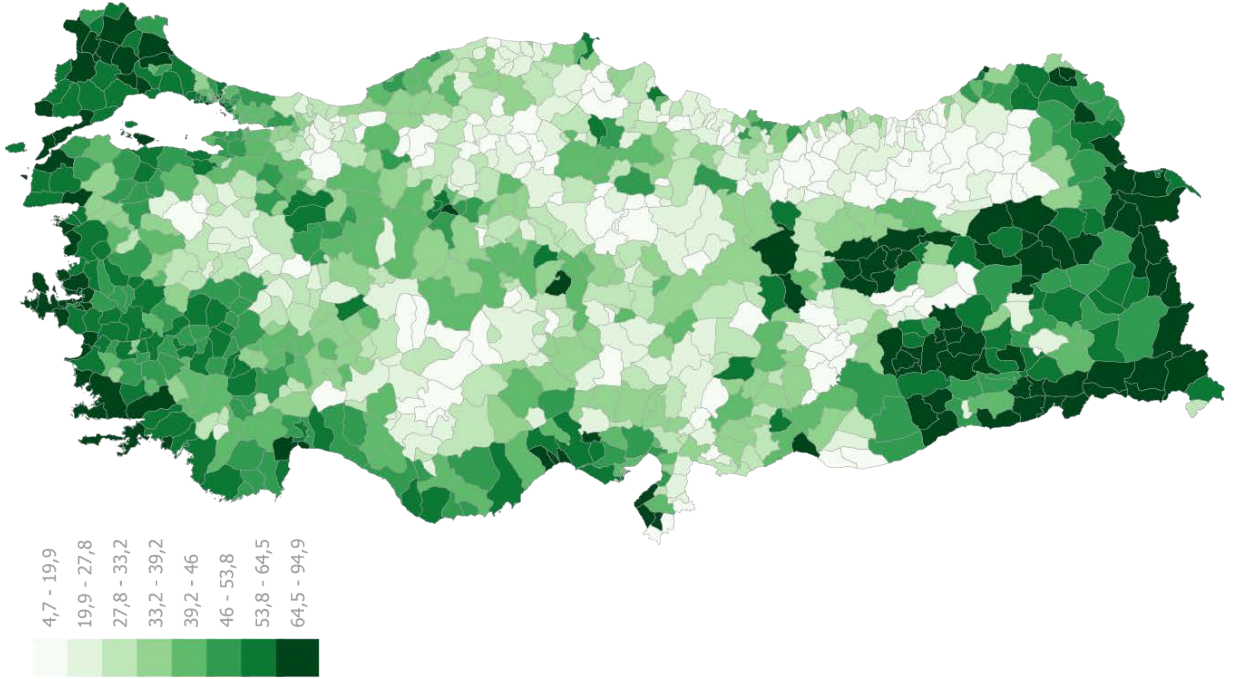 4,7 - 19,9
19,9 - 27,8
27,8 - 33,2
33,2 - 39,2
39,2 - 46
46 - 53,8
53,8 - 64,5
64,5 - 94,9